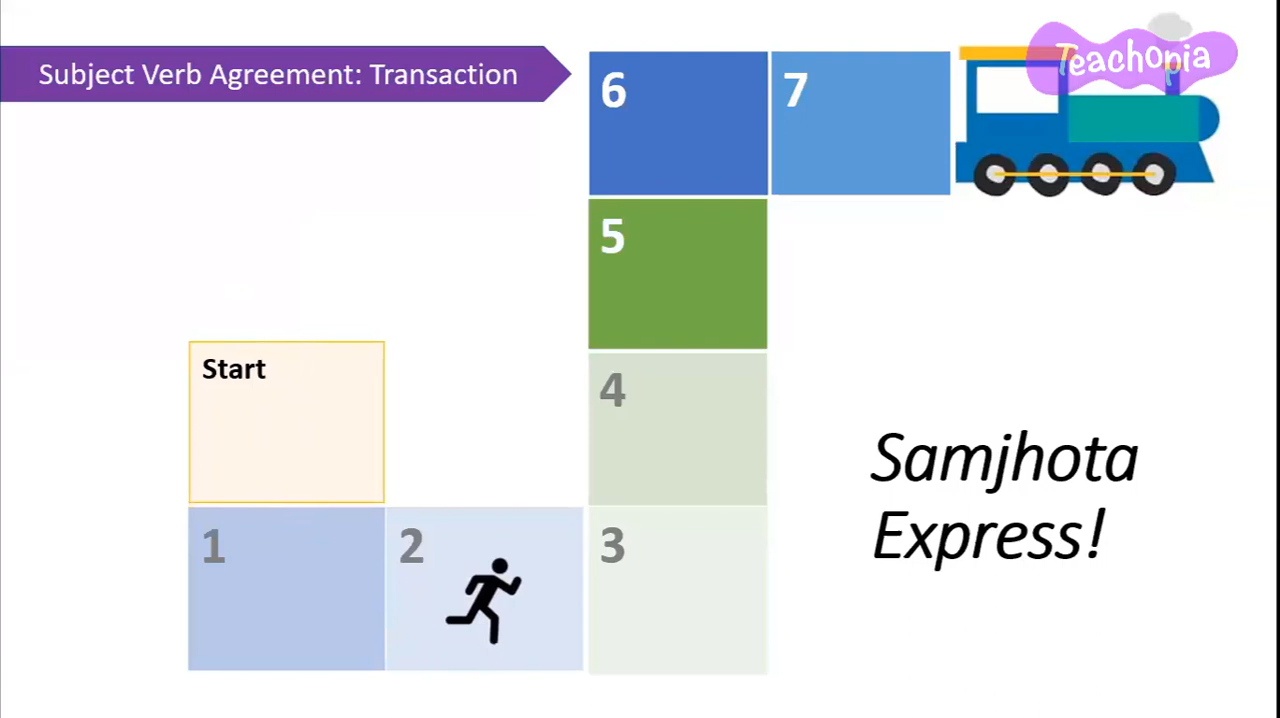 Subject Verb Agreement: Transaction
Teachopia
6
7
5
Start
4
1
2
3
Samjhota
Express!